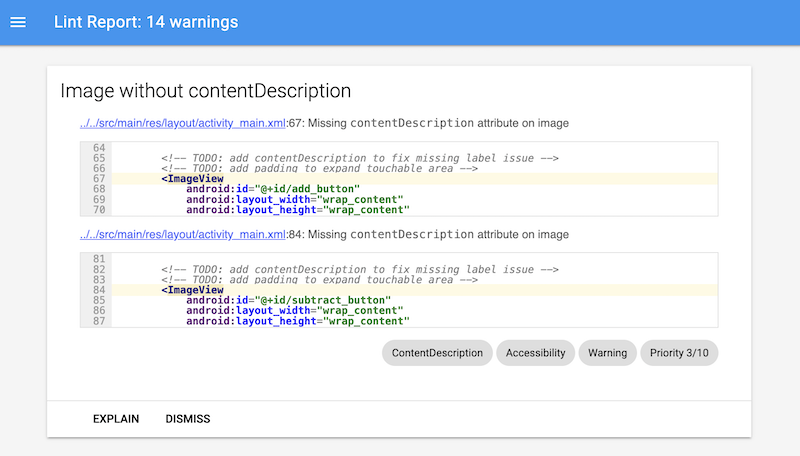 Lint Report: 14 warnings
Image without contentDescription
../../src/main/res/layout/activity_main.xml:67: Missing contentDescription attribute on image
64
65 <!-- TODO: add contentDescription to fix missing label issue -->
66 <!-- TODO: add padding to expand touchable area -->
67 <ImageView
68 android:id="@+id/add_button"
69 android:layout_width="wrap_content"
70 android:layout_height="wrap_content"
../../src/main/res/layout/activity_main.xml:84: Missing contentDescription attribute on image
81
82 <!-- TODO: add contentDescription to fix missing label issue -->
83 <!-- TODO: add padding to expand touchable area -->
84 <ImageView
85 android:id="@+id/subtract_button"
86 android:layout_width="wrap_content"
87 android:layout_height="wrap_content"
ContentDescription Accessibility Warning Priority 3/10
EXPLAIN DISMISS